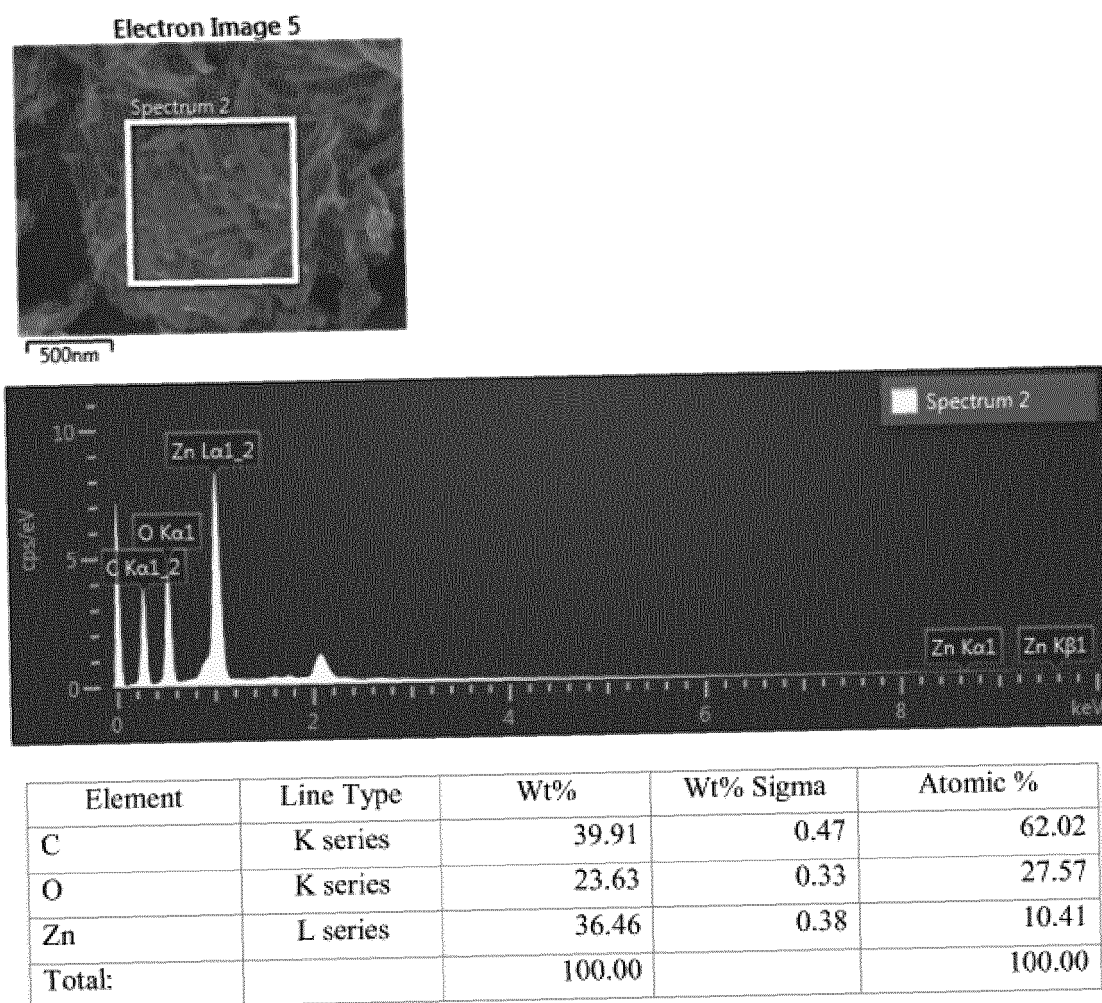 Electron Image 5
Spectrum 2
500nm
Spectrum 2
10
Zn Lα1_2
O Kα1
cps/eV
5
C Kα1_2
Zn Kα1
Zn Kβ1
0
0
2
4
6
8
keV
Element Line Type Wt% Wt% Sigma Atomic %
C K series 39.91 0.47 62.02
O K series 23.63 0.33 27.57
Zn L series 36.46 0.38 10.41
Total: 100.00 100.00